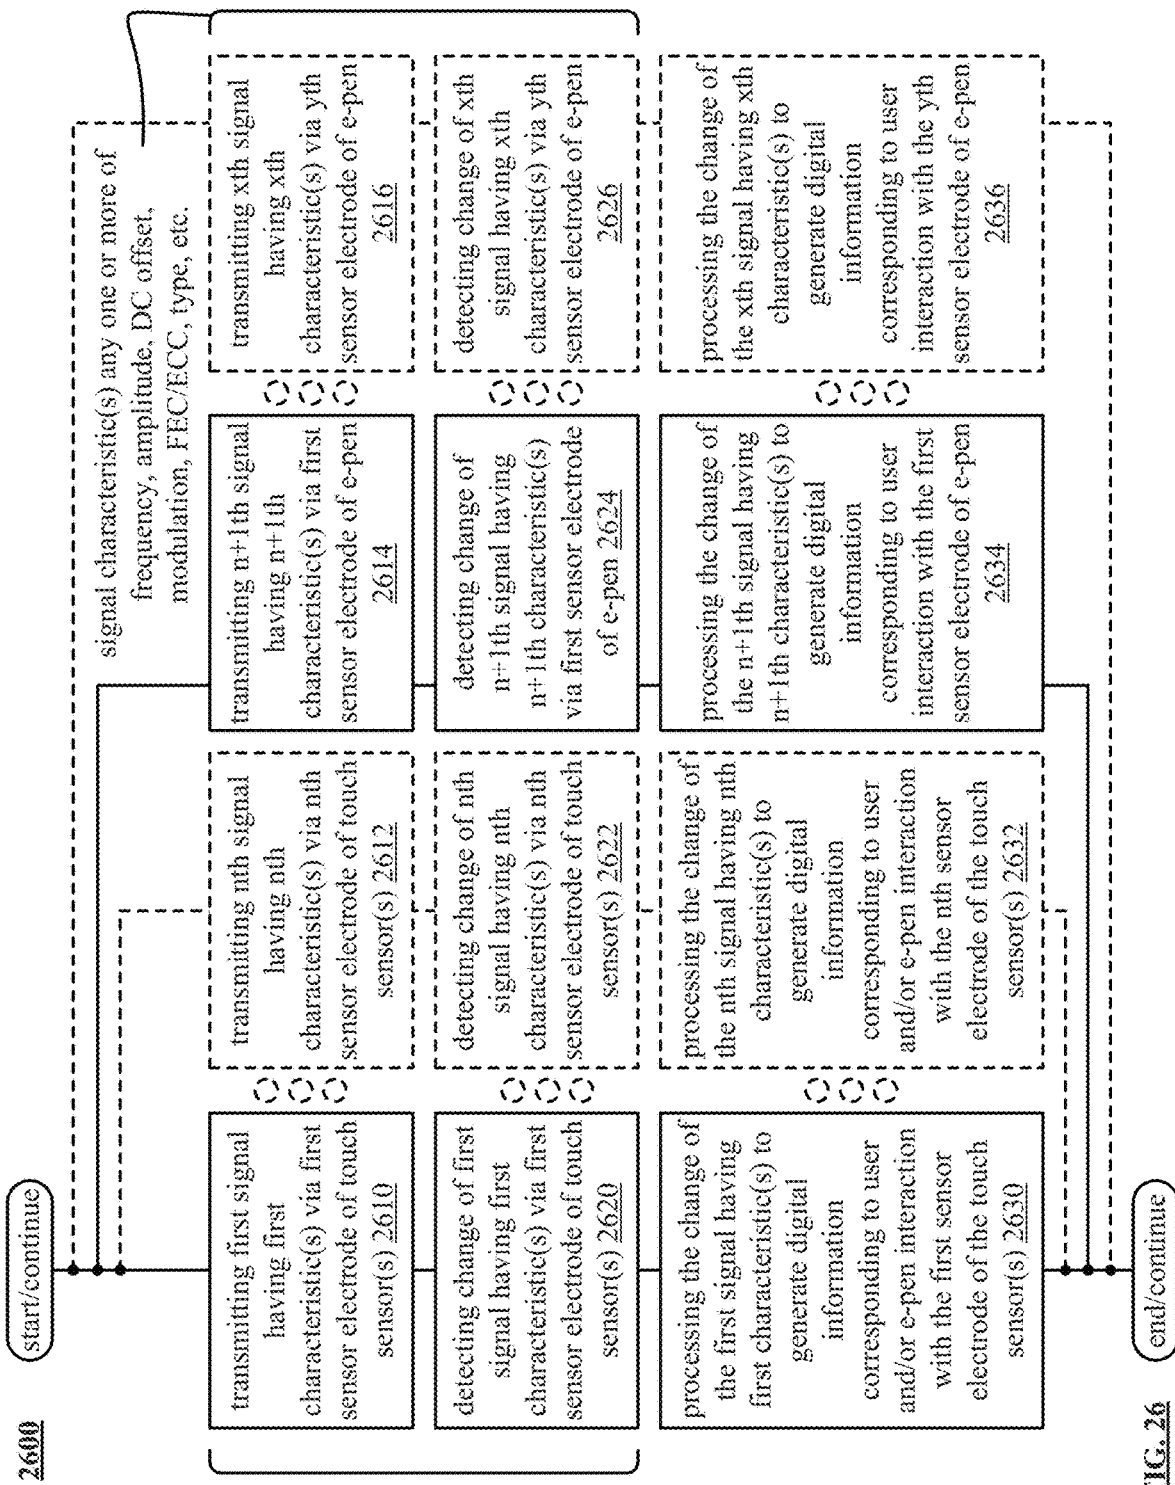 2600
start/continue
signal characteristic(s) any one or more of
frequency, amplitude, DC offset,
modulation, FEC/ECC, type, etc.
transmitting first signal
having first
characteristic(s) via first
sensor electrode of touch
sensor(s) 2610
transmitting nth signal
having nth
characteristic(s) via nth
sensor electrode of touch
sensor(s) 2612
transmitting n+1th signal
having n+1th
characteristic(s) via first
sensor electrode of e-pen
2614
transmitting xth signal
having xth
characteristic(s) via yth
sensor electrode of e-pen
2616
detecting change of first
signal having first
characteristic(s) via first
sensor electrode of touch
sensor(s) 2620
detecting change of nth
signal having nth
characteristic(s) via nth
sensor electrode of touch
sensor(s) 2622
detecting change of
n+1th signal having
n+1th characteristic(s)
via first sensor electrode
of e-pen 2624
detecting change of xth
signal having xth
characteristic(s) via yth
sensor electrode of e-pen
2626
processing the change of
the first signal having
first characteristic(s) to
generate digital
information
corresponding to user
and/or e-pen interaction
with the first sensor
electrode of the touch
sensor(s) 2630
processing the change of
the nth signal having nth
characteristic(s) to
generate digital
information
corresponding to user
and/or e-pen interaction
with the nth sensor
electrode of the touch
sensor(s) 2632
processing the change of
the n+1th signal having
n+1th characteristic(s) to
generate digital
information
corresponding to user
interaction with the first
sensor electrode of e-pen
2634
processing the change of
the xth signal having xth
characteristic(s) to
generate digital
information
corresponding to user
interaction with the yth
sensor electrode of e-pen
2636
end/continue
FIG. 26